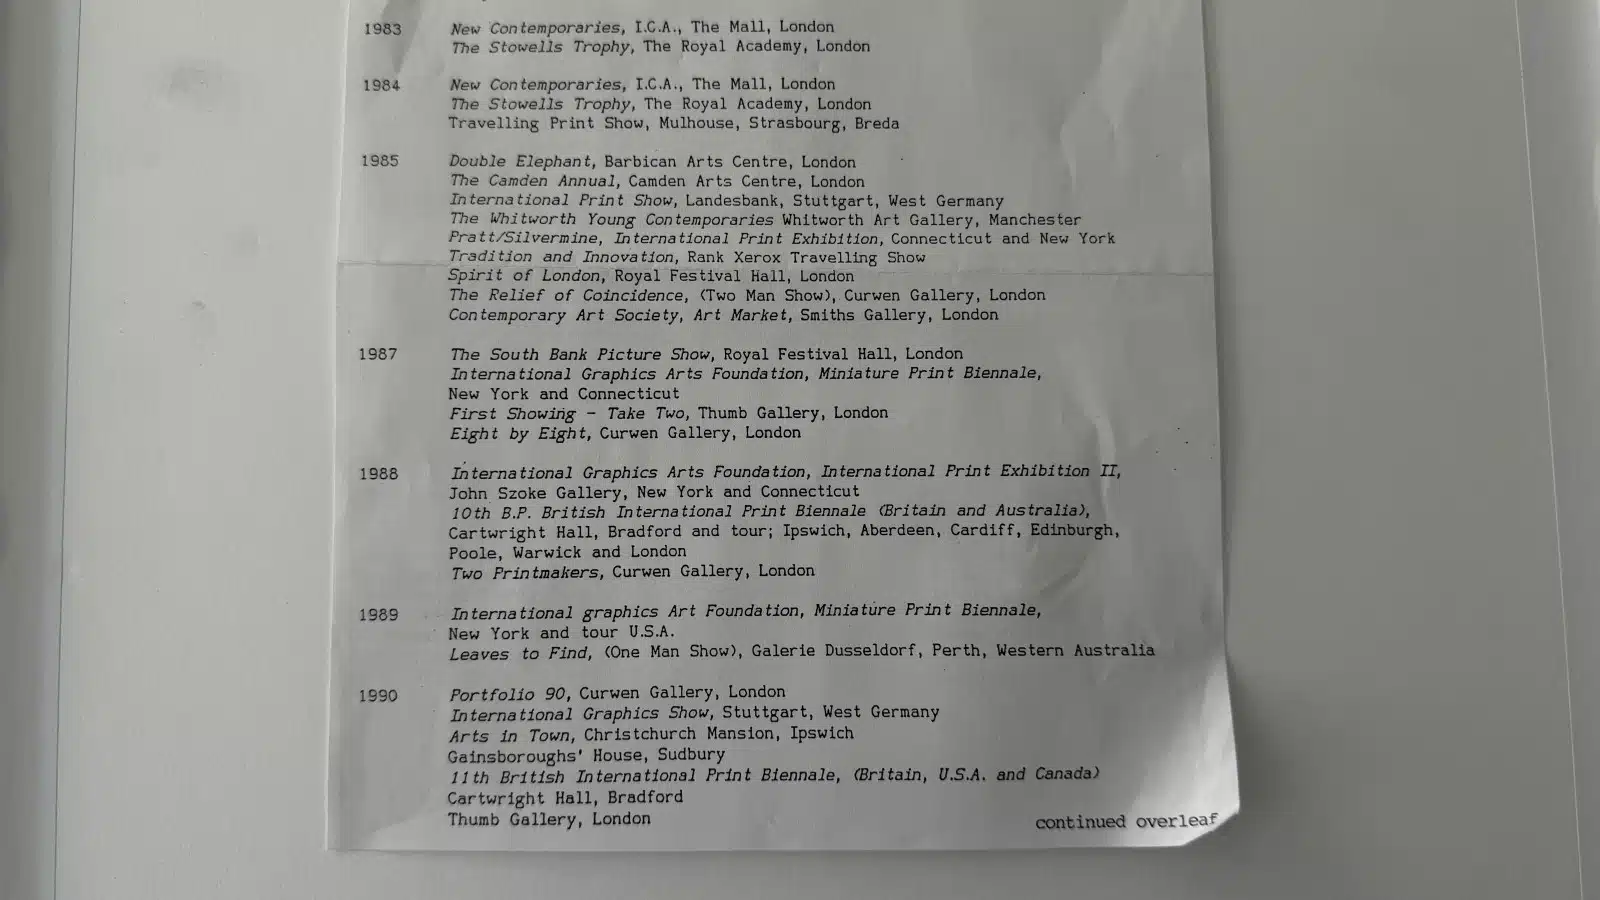 1983 New Contemporaries, I.C.A., The Mall, London
The Stowells Trophy, The Royal Academy, London
1984 New Contemporaries, I.C.A., The Mall, London
The Stowells Trophy, The Royal Academy, London
Travelling Print Show, Mulhouse, Strasbourg, Breda
1985 Double Elephant, Barbican Arts Centre, London
The Camden Annual, Camden Arts Centre, London
International Print Show, Landesbank, Stuttgart, West Germany
The Whitworth Young Contemporaries Whitworth Art Gallery, Manchester
Pratt/Silvermine, International Print Exhibition, Connecticut and New York
Tradition and Innovation, Rank Xerox Travelling Show
Spirit of London, Royal Festival Hall, London
The Relief of Coincidence, (Two Man Show), Curwen Gallery, London
Contemporary Art Society, Art Market, Smiths Gallery, London
1987 The South Bank Picture Show, Royal Festival Hall, London
International Graphics Arts Foundation, Miniature Print Biennale,
New York and Connecticut
First Showing - Take Two, Thumb Gallery, London
Eight by Eight, Curwen Gallery, London
1988 International Graphics Arts Foundation, International Print Exhibition II,
John Szoke Gallery, New York and Connecticut
10th B.P. British International Print Biennale (Britain and Australia),
Cartwright Hall, Bradford and tour; Ipswich, Aberdeen, Cardiff, Edinburgh,
Poole, Warwick and London
Two Printmakers, Curwen Gallery, London
1989 International graphics Art Foundation, Miniature Print Biennale,
New York and tour U.S.A.
Leaves to Find, (One Man Show), Galerie Dusseldorf, Perth, Western Australia
1990 Portfolio 90, Curwen Gallery, London
International Graphics Show, Stuttgart, West Germany
Arts in Town, Christchurch Mansion, Ipswich
Gainsboroughs' House, Sudbury
11th British International Print Biennale, (Britain, U.S.A. and Canada)
Cartwright Hall, Bradford
Thumb Gallery, London
continued overleaf